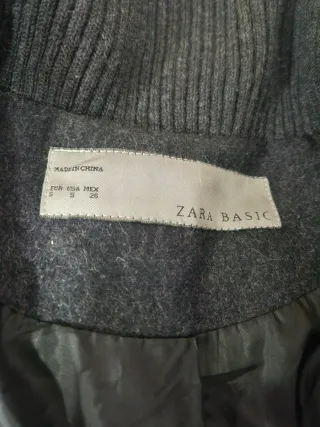 MADE IN CHINA
EUR USA MEX
S S 26
ZARA BASIC